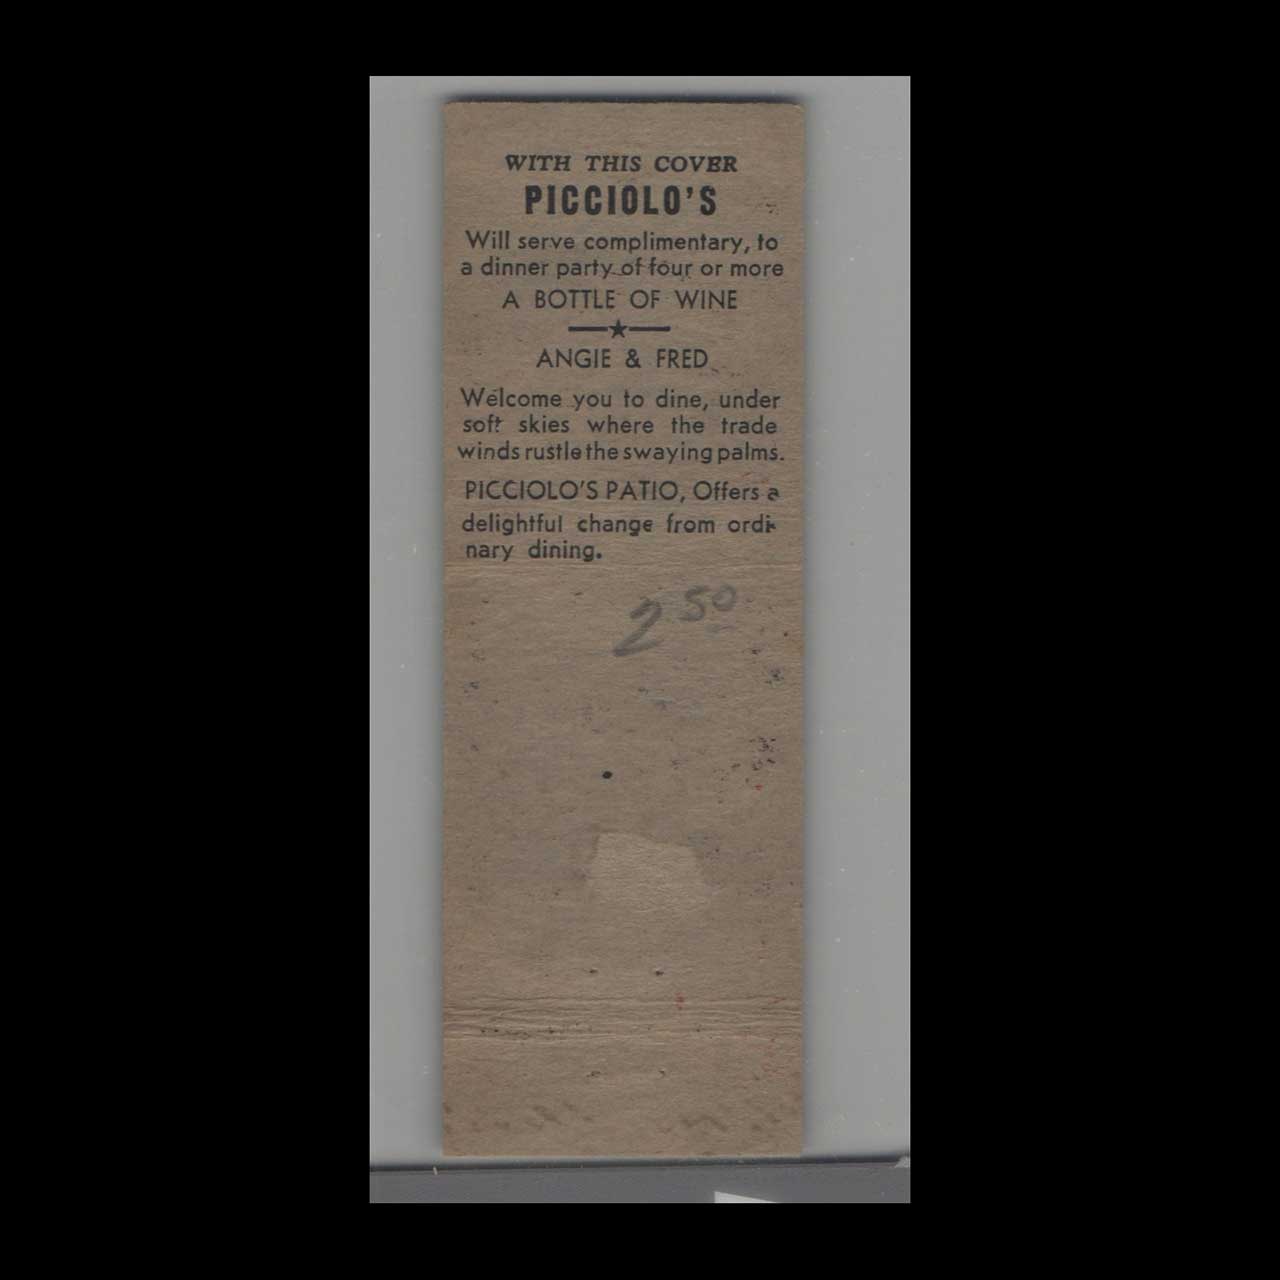 WITH THIS COVER
PICCIOLO'S
Will serve complimentary, to
a dinner party of four or more
A BOTTLE OF WINE
ANGIE & FRED
Welcome you to dine, under
soft skies where the trade
winds rustle the swaying palms.
PICCIOLO'S PATIO, Offers a
delightful change from ordi-
nary dining.
2 50